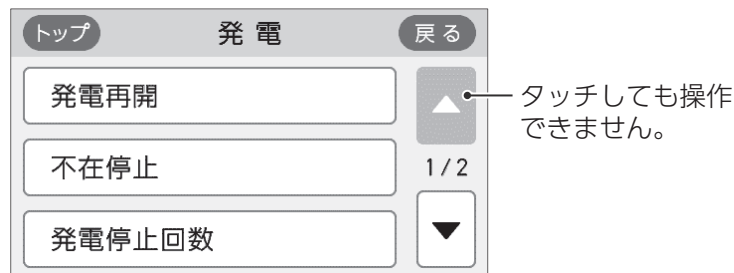 トップ 発電 戻る
発電再開
タッチしても操作
できません。
不在停止
1/2
発電停止回数